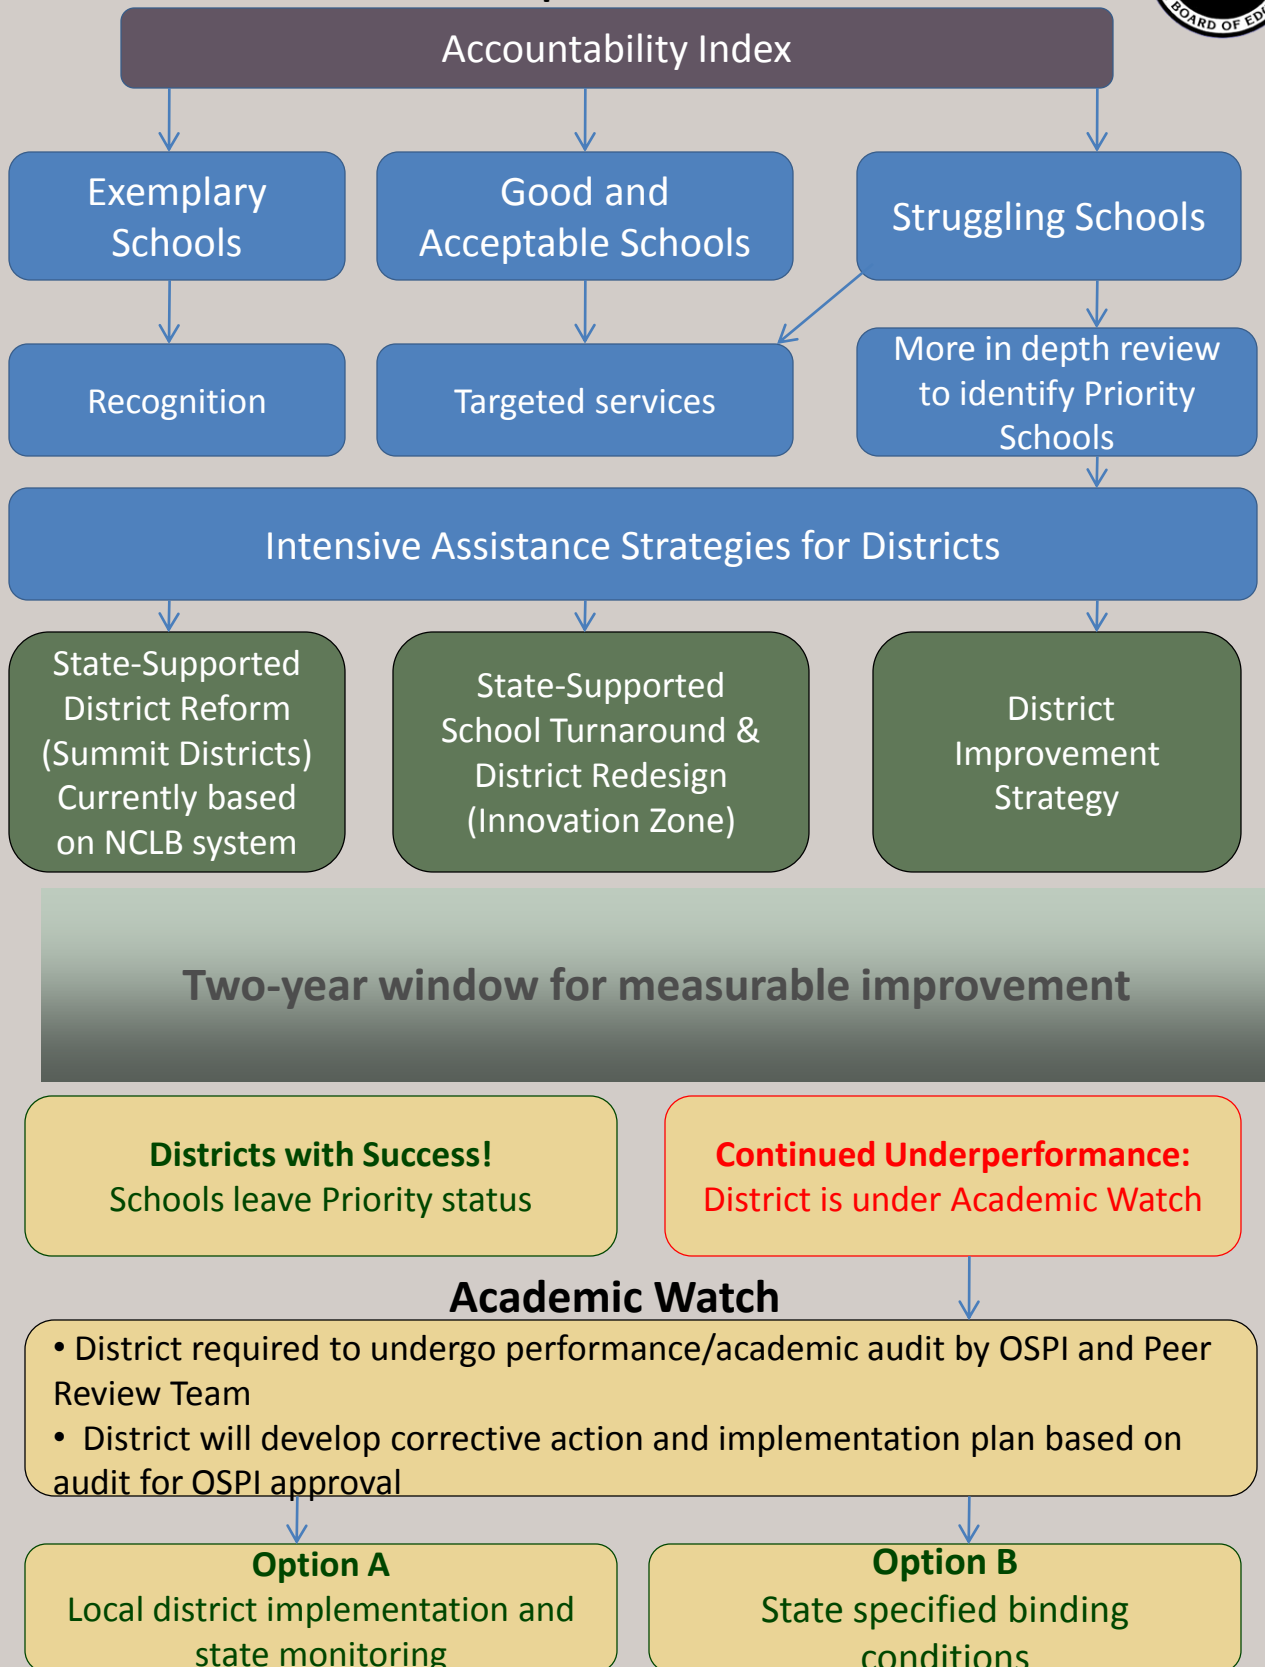 BOARD OF
Accountability Index
Exemplary
Schools
Good and
Acceptable Schools
Struggling Schools
Recognition
Targeted services
More in depth review
to identify Priority
Schools
Intensive Assistance Strategies for Districts
State-Supported
District Reform
(Summit Districts)
Currently based
on NCLB system
State-Supported
School Turnaround &
District Redesign
(Innovation Zone)
District
Improvement
Strategy
Two-year window for measurable improvement
Districts with Success!
Schools leave Priority status
Continued Underperformance:
District is under Academic Watch
Academic Watch
• District required to undergo performance/academic audit by OSPI and Peer
Review Team
• District will develop corrective action and implementation plan based on
audit for OSPI approval
Option A
Local district implementation and
state monitoring
Option B
State specified binding
conditions